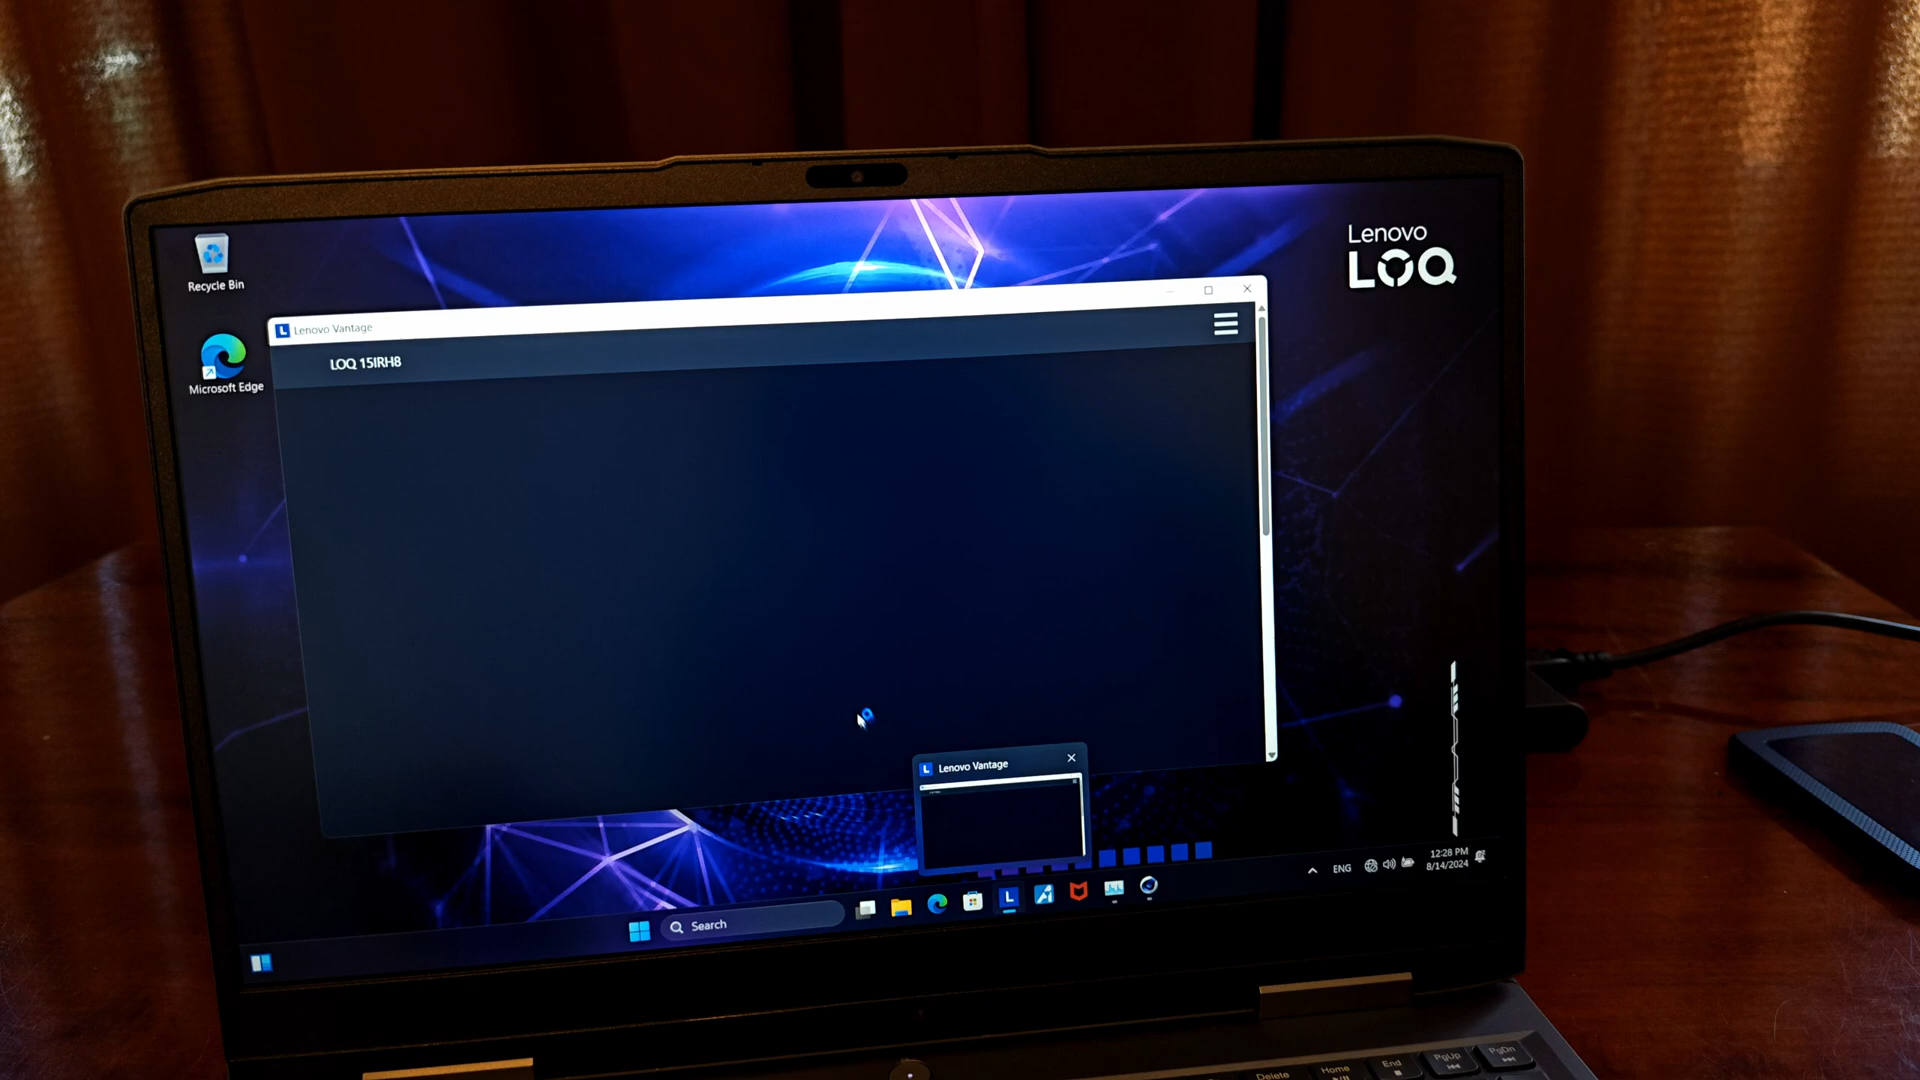 Lenovo
LOQ
Recycle Bin
Microsoft Edge
Lenovo Vantage
LOQ 15IRH8
Lenovo Vantage
Search
ENG
12:28 PM
8/14/2024
Delete
Home
End
PgUp
PgDn